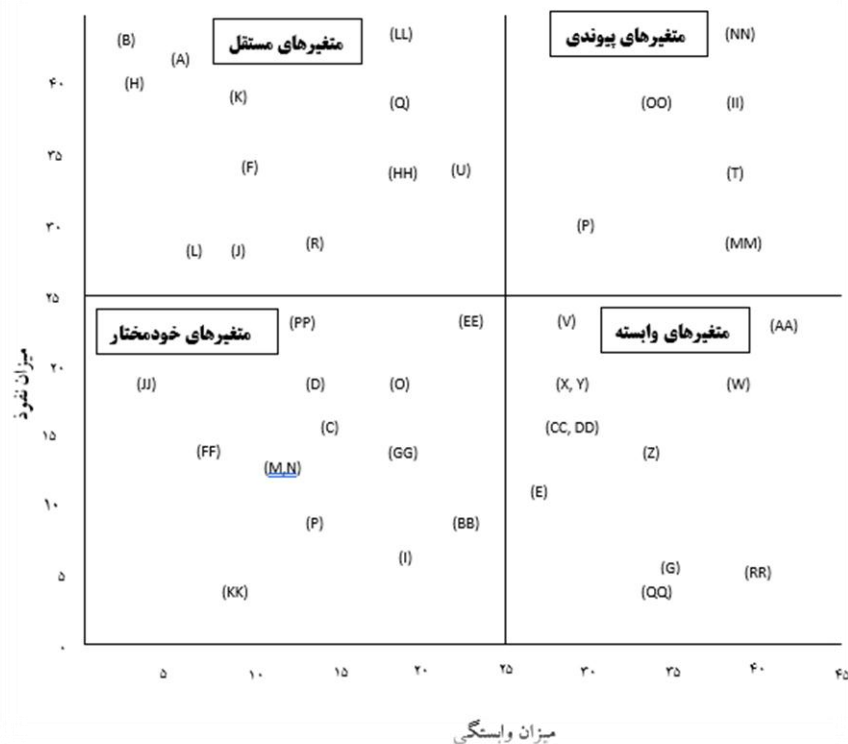 (B) متغیرهای مستقل (LL) متغیرهای پیوندی (NN)
(A)
۴۰ (H) (K) (Q) (OO) (II)
۳۵ (F) (HH) (U) (T)
۳۰ (P)
(L) (J) (R) (MM)
۲۵
متغیرهای خودمختار (PP) (EE) (V) متغیرهای وابسته (AA)
میزان نفوذ
۲۰ (JJ) (D) (O) (X, Y) (W)
۱۵ (C) (CC, DD)
(FF) (M,N) (GG) (Z)
۱۰ (P) (BB) (E)
۵ (KK) (I) (G) (QQ) (RR)
۰
۵ ۱۰ ۱۵ ۲۰ ۲۵ ۳۰ ۳۵ ۴۰ ۴۵
میزان وابستگی